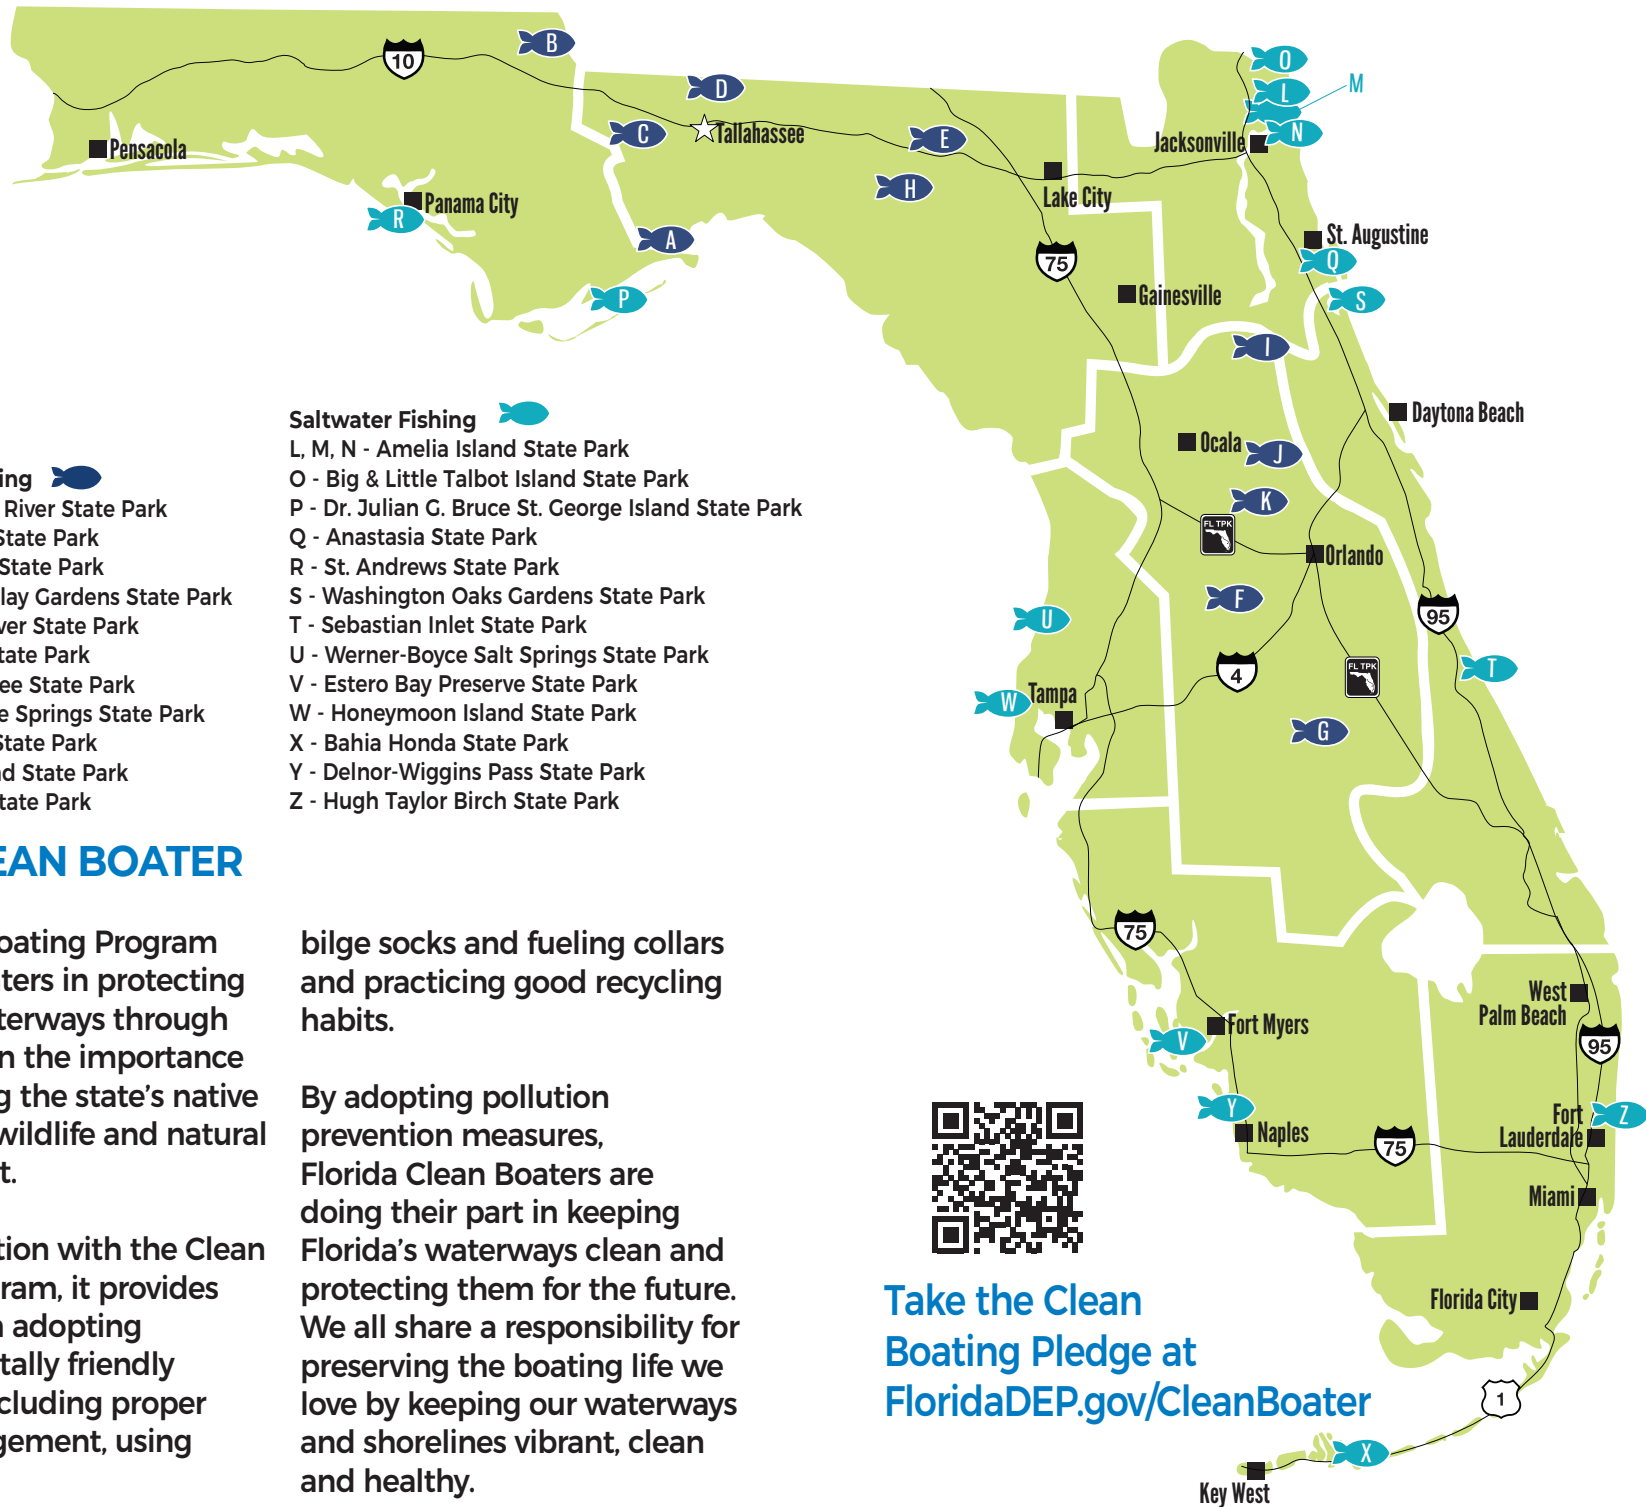 B
10
D
O
L
M
C
Tallahassee
E
N
Jacksonville
Pensacola
H
Lake City
Panama City
R
A
St. Augustine
75
Q
P
Gainesville
S
I
Daytona Beach
Ocala
J
K
FL TPK
Orlando
F
95
U
4
FL TPK
T
W
Tampa
G
75
West
Palm Beach
Fort Myers
V
95
Y
Naples
75
Fort
Lauderdale
Z
Miami
Florida City
1
X
Key West
ing
River State Park
State Park
State Park
lay Gardens State Park
ver State Park
tate Park
ee State Park
e Springs State Park
State Park
d State Park
tate Park
Saltwater Fishing
L, M, N - Amelia Island State Park
O - Big & Little Talbot Island State Park
P - Dr. Julian G. Bruce St. George Island State Park
Q - Anastasia State Park
R - St. Andrews State Park
S - Washington Oaks Gardens State Park
T - Sebastian Inlet State Park
U - Werner-Boyce Salt Springs State Park
V - Estero Bay Preserve State Park
W - Honeymoon Island State Park
X - Bahia Honda State Park
Y - Delnor-Wiggins Pass State Park
Z - Hugh Taylor Birch State Park
EAN BOATER
oating Program
ters in protecting
terways through
n the importance
g the state's native
wildlife and natural
t.
tion with the Clean
ram, it provides
n adopting
tally friendly
cluding proper
gement, using
bilge socks and fueling collars
and practicing good recycling
habits.
By adopting pollution
prevention measures,
Florida Clean Boaters are
doing their part in keeping
Florida's waterways clean and
protecting them for the future.
We all share a responsibility for
preserving the boating life we
love by keeping our waterways
and shorelines vibrant, clean
and healthy.
Take the Clean
Boating Pledge at
FloridaDEP.gov/CleanBoater